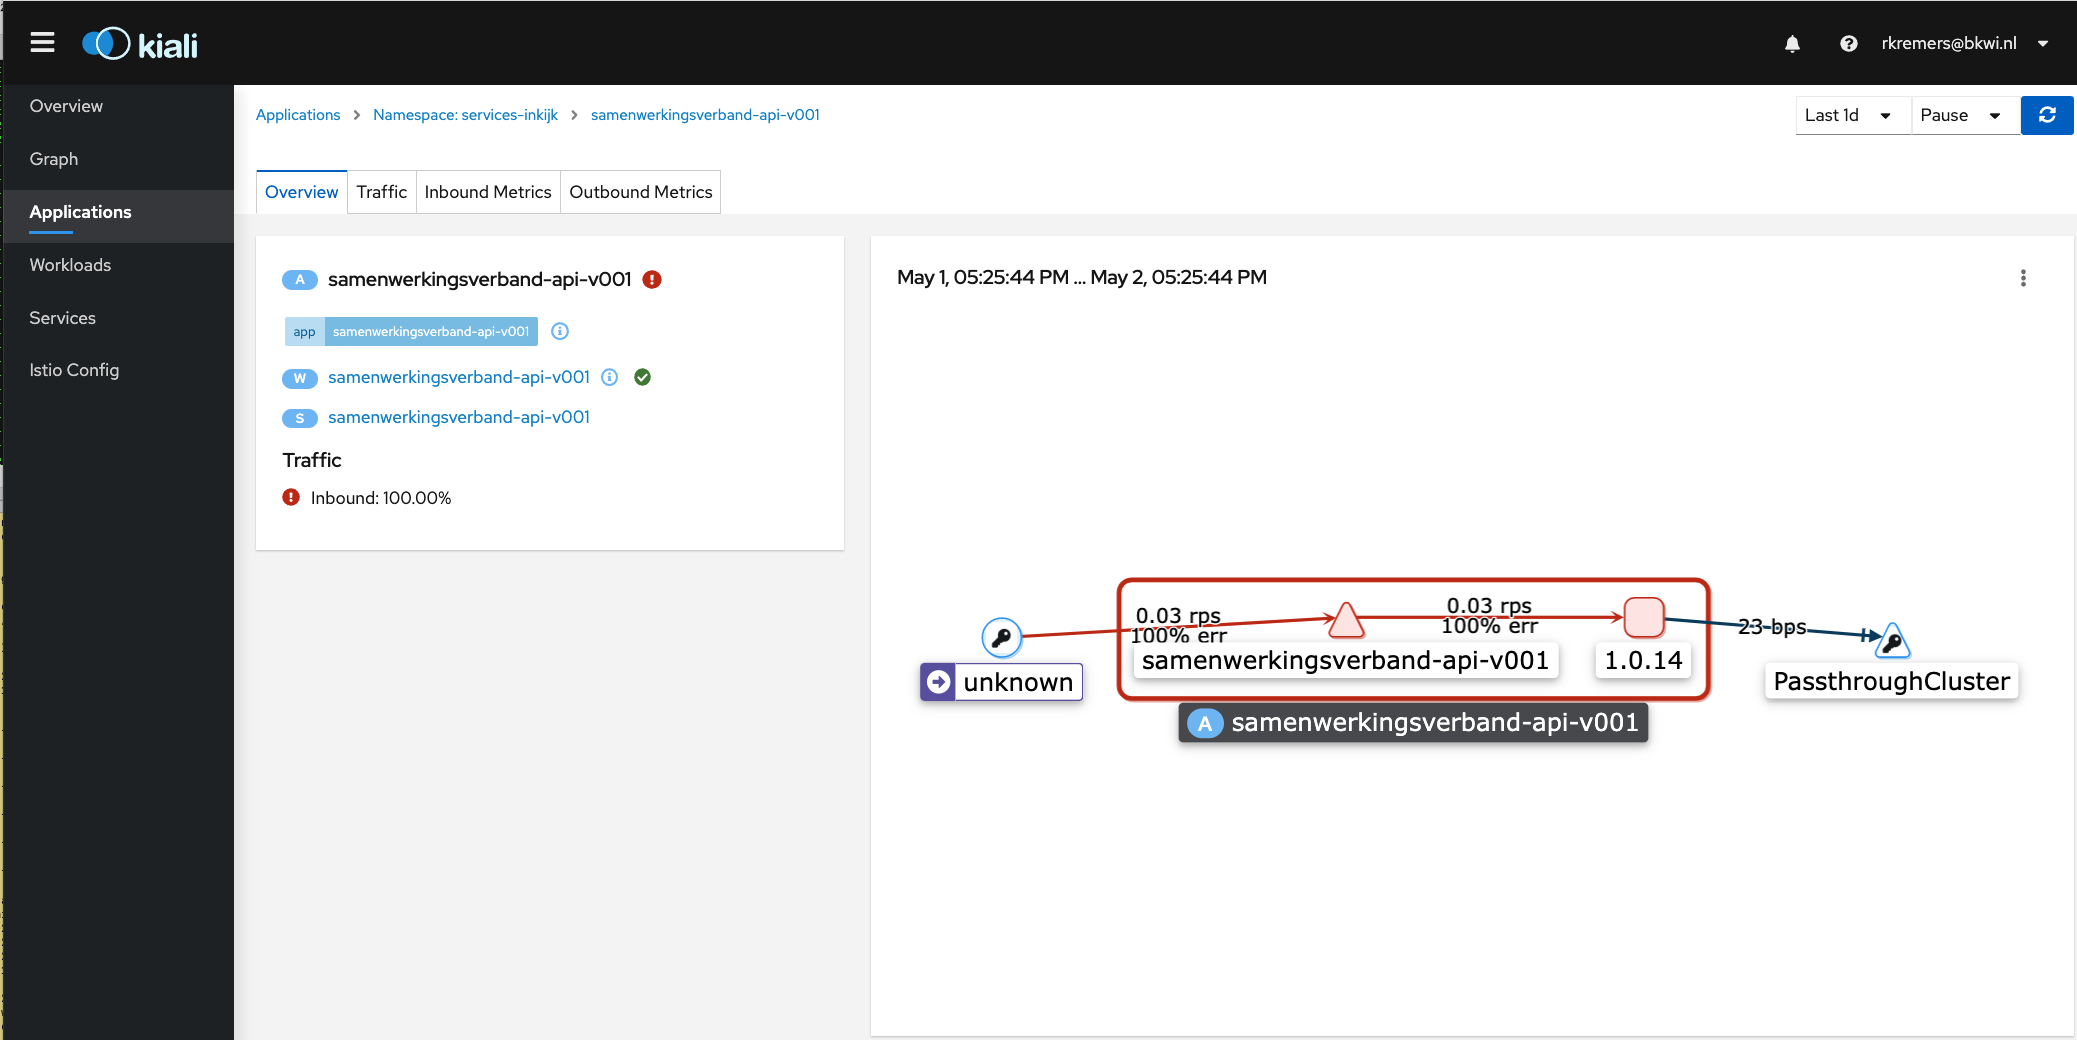 kiali
rkremers@bkwi.nl
Overview
Graph
Applications
Workloads
Services
Istio Config
Applications > Namespace: services-inkijk > samenwerkingsverband-api-v001
Last 1d
Pause
Overview
Traffic
Inbound Metrics
Outbound Metrics
A samenwerkingsverband-api-v001
app samenwerkingsverband-api-v001
W samenwerkingsverband-api-v001
S samenwerkingsverband-api-v001
Traffic
Inbound: 100.00%
May 1, 05:25:44 PM ... May 2, 05:25:44 PM
0.03 rps
100% err
0.03 rps
100% err
23 bps
samenwerkingsverband-api-v001
1.0.14
unknown
PassthroughCluster
A samenwerkingsverband-api-v001